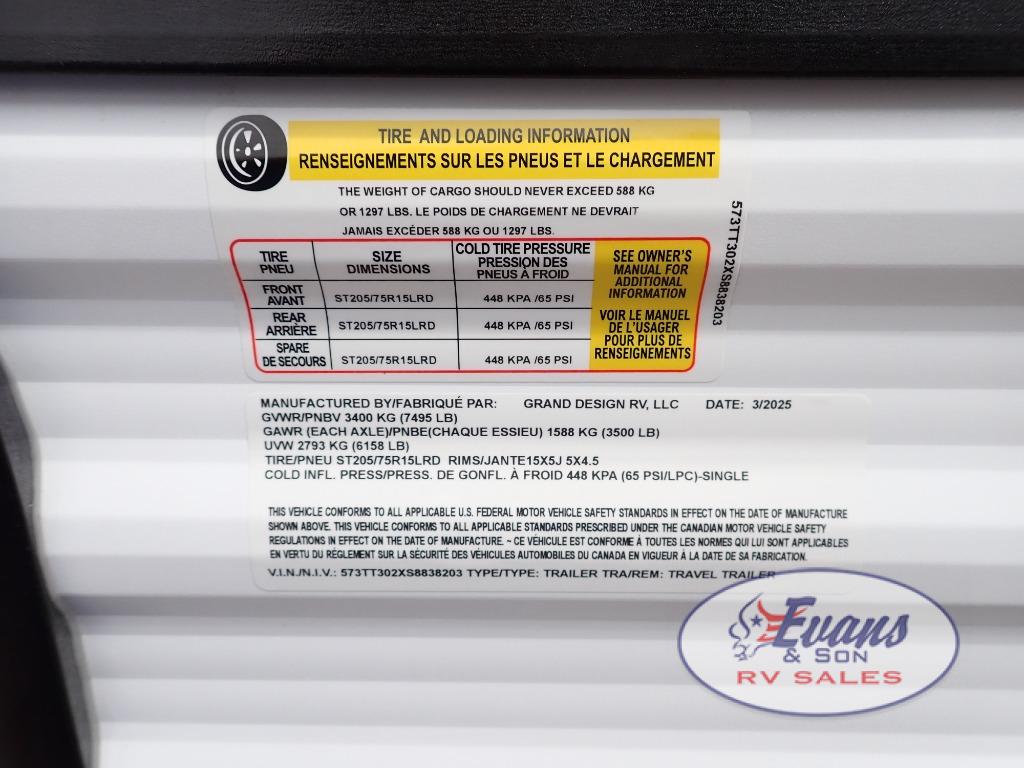 TIRE AND LOADING INFORMATION
RENSEIGNEMENTS SUR LES PNEUS ET LE CHARGEMENT
THE WEIGHT OF CARGO SHOULD NEVER EXCEED 588 KG
OR 1297 LBS. LE POIDS DE CHARGEMENT NE DEVRAIT
JAMAIS EXCÉDER 588 KG OU 1297 LBS.
TIRE
PNEU
SIZE
DIMENSIONS
COLD TIRE PRESSURE
PRESSION DES
PNEUS À FROID
FRONT
AVANT
ST205/75R15LRD
448 KPA /65 PSI
REAR
ARRIÈRE
ST205/75R15LRD
448 KPA /65 PSI
SPARE
DE SECOURS
ST205/75R15LRD
448 KPA /65 PSI
SEE OWNER'S
MANUAL FOR
ADDITIONAL
INFORMATION
VOIR LE MANUEL
DE L'USAGER
POUR PLUS DE
RENSEIGNEMENTS
573TT302XS8838203
MANUFACTURED BY/FABRIQUÉ PAR: GRAND DESIGN RV, LLC DATE: 3/2025
GVWR/PNBV 3400 KG (7495 LB)
GAWR (EACH AXLE)/PNBE(CHAQUE ESSIEU) 1588 KG (3500 LB)
UVW 2793 KG (6158 LB)
TIRE/PNEU ST205/75R15LRD RIMS/JANTE15X5J 5X4.5
COLD INFL. PRESS/PRESS. DE GONFL. À FROID 448 KPA (65 PSI/LPC)-SINGLE
THIS VEHICLE CONFORMS TO ALL APPLICABLE U.S. FEDERAL MOTOR VEHICLE SAFETY STANDARDS IN EFFECT ON THE DATE OF MANUFACTURE
SHOWN ABOVE. THIS VEHICLE CONFORMS TO ALL APPLICABLE STANDARDS PRESCRIBED UNDER THE CANADIAN MOTOR VEHICLE SAFETY
REGULATIONS IN EFFECT ON THE DATE OF MANUFACTURE. ~ CE VÉHICULE EST CONFORME À TOUTES LES NORMES QUI LUI SONT APPLICABLES
EN VERTU DU RÉGLEMENT SUR LA SÉCURITÉ DES VÉHICULES AUTOMOBILES DU CANADA EN VIGUEUR À LA DATE DE SA FABRICATION.
V.I.N./N.I.V.: 573TT302XS8838203 TYPE/TYPE: TRAILER TRA/REM: TRAVEL TRAILER
Evans
& SON
RV SALES